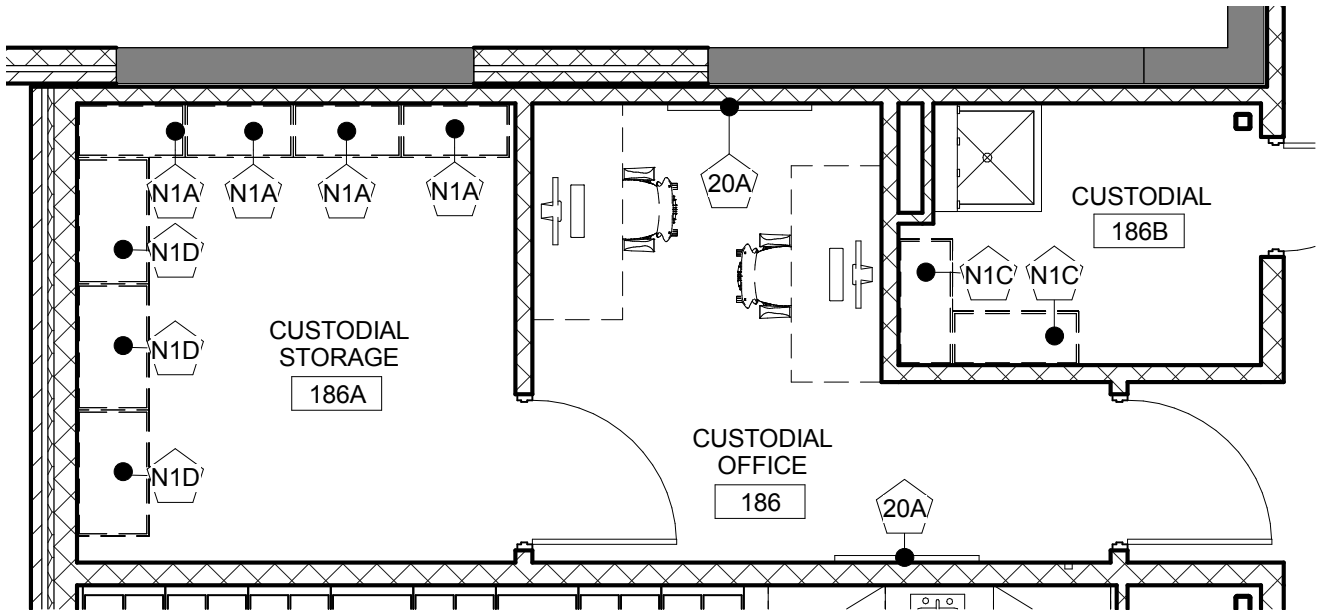 N1A
N1A
N1A
N1A
20A
CUSTODIAL
186B
N1D
N1C
N1C
N1D
CUSTODIAL
STORAGE
186A
CUSTODIAL
OFFICE
186
N1D
20A